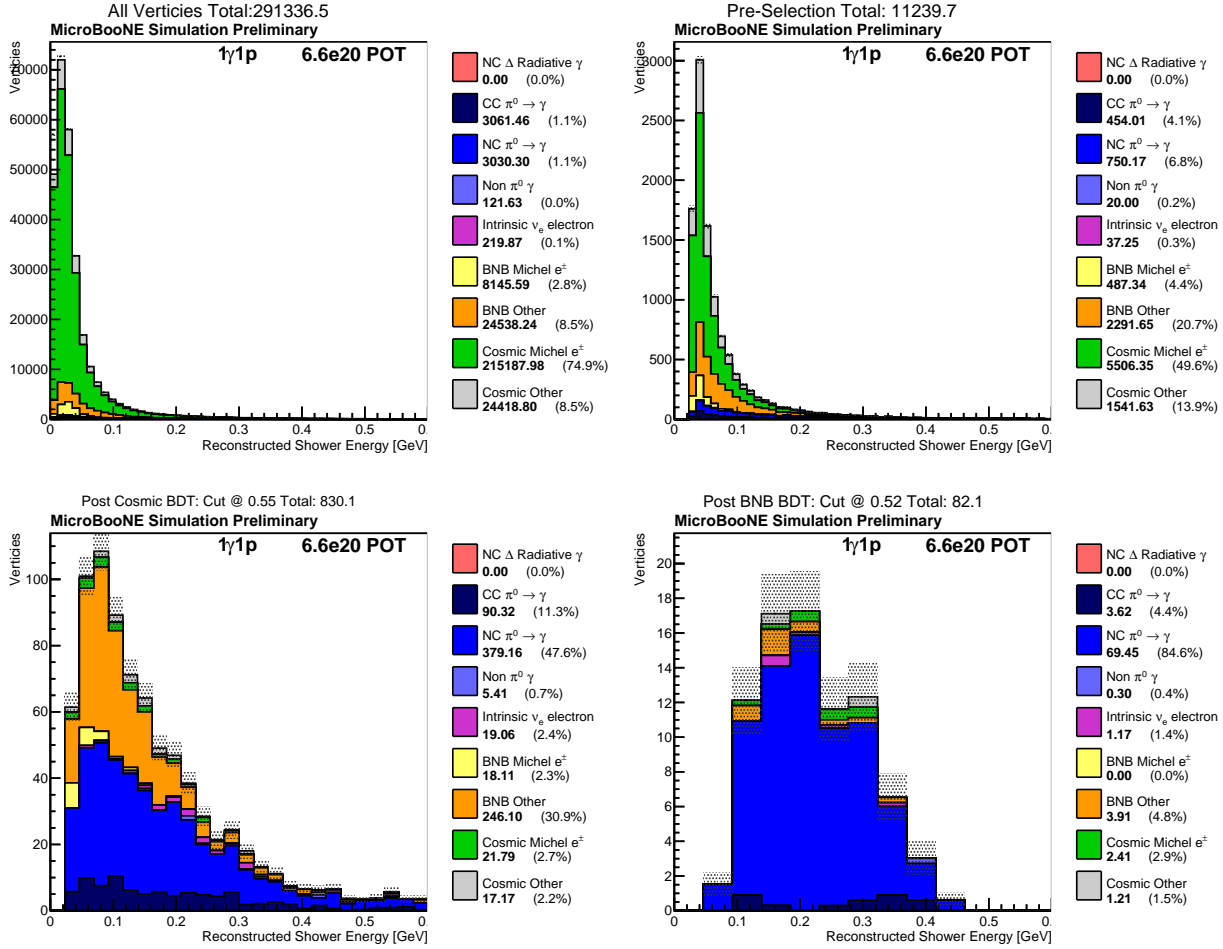 All Verticies Total:291336.5
MicroBooNE Simulation Preliminary
1γ1p 6.6e20 POT
Verticies
70000
60000
50000
40000
30000
20000
10000
0
0 0.1 0.2 0.3 0.4 0.5 0.
Reconstructed Shower Energy [GeV]
NC Δ Radiative γ
0.00 (0.0%)
CC π⁰ → γ
3061.46 (1.1%)
NC π⁰ → γ
3030.30 (1.1%)
Non π⁰ γ
121.63 (0.0%)
Intrinsic νₑ electron
219.87 (0.1%)
BNB Michel e±
8145.59 (2.8%)
BNB Other
24538.24 (8.5%)
Cosmic Michel e±
215187.98 (74.9%)
Cosmic Other
24418.80 (8.5%)
Pre-Selection Total: 11239.7
MicroBooNE Simulation Preliminary
1γ1p 6.6e20 POT
Verticies
3000
2500
2000
1500
1000
500
0
0 0.1 0.2 0.3 0.4 0.5 0.
Reconstructed Shower Energy [GeV]
NC Δ Radiative γ
0.00 (0.0%)
CC π⁰ → γ
454.01 (4.1%)
NC π⁰ → γ
750.17 (6.8%)
Non π⁰ γ
20.00 (0.2%)
Intrinsic νₑ electron
37.25 (0.3%)
BNB Michel e±
487.34 (4.4%)
BNB Other
2291.65 (20.7%)
Cosmic Michel e±
5506.35 (49.6%)
Cosmic Other
1541.63 (13.9%)
Post Cosmic BDT: Cut @ 0.55 Total: 830.1
MicroBooNE Simulation Preliminary
1γ1p 6.6e20 POT
Verticies
100
80
60
40
20
0
0 0.1 0.2 0.3 0.4 0.5 0.
Reconstructed Shower Energy [GeV]
NC Δ Radiative γ
0.00 (0.0%)
CC π⁰ → γ
90.32 (11.3%)
NC π⁰ → γ
379.16 (47.6%)
Non π⁰ γ
5.41 (0.7%)
Intrinsic νₑ electron
19.06 (2.4%)
BNB Michel e±
18.11 (2.3%)
BNB Other
246.10 (30.9%)
Cosmic Michel e±
21.79 (2.7%)
Cosmic Other
17.17 (2.2%)
Post BNB BDT: Cut @ 0.52 Total: 82.1
MicroBooNE Simulation Preliminary
1γ1p 6.6e20 POT
Verticies
20
18
16
14
12
10
8
6
4
2
0
0 0.1 0.2 0.3 0.4 0.5 0.
Reconstructed Shower Energy [GeV]
NC Δ Radiative γ
0.00 (0.0%)
CC π⁰ → γ
3.62 (4.4%)
NC π⁰ → γ
69.45 (84.6%)
Non π⁰ γ
0.30 (0.4%)
Intrinsic νₑ electron
1.17 (1.4%)
BNB Michel e±
0.00 (0.0%)
BNB Other
3.91 (4.8%)
Cosmic Michel e±
2.41 (2.9%)
Cosmic Other
1.21 (1.5%)